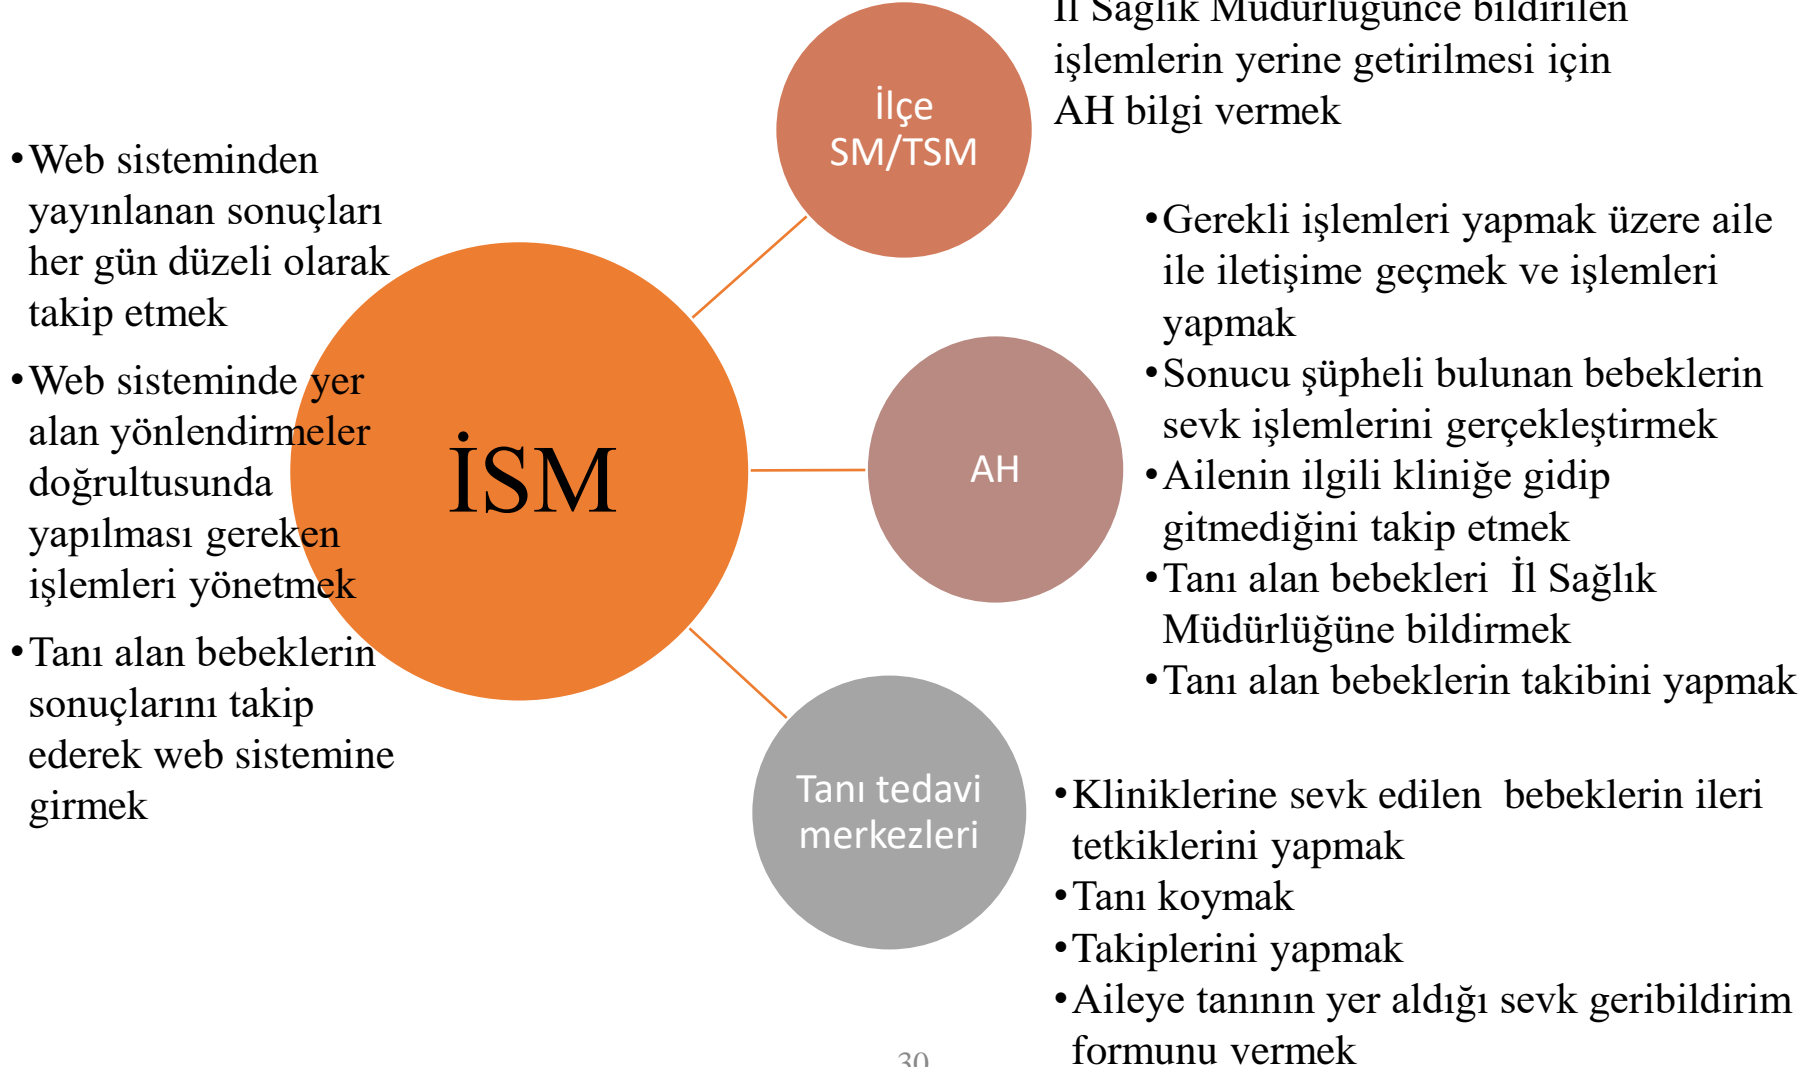 İl Sağlık Müdürlüğünce bildirilen
işlemlerin yerine getirilmesi için
AH bilgi vermek
İlçe
SM/TSM
•Web sisteminden
yayınlanan sonuçları
her gün düzeli olarak
takip etmek
•Web sisteminde yer
alan yönlendirmeler
doğrultusunda
yapılması gereken
işlemleri yönetmek
•Tanı alan bebeklerin
sonuçlarını takip
ederek web sistemine
girmek
İSM
AH
•Gerekli işlemleri yapmak üzere aile
ile iletişime geçmek ve işlemleri
yapmak
•Sonucu şüpheli bulunan bebeklerin
sevk işlemlerini gerçekleştirmek
•Ailenin ilgili kliniğe gidip
gitmediğini takip etmek
•Tanı alan bebekleri  İl Sağlık
Müdürlüğüne bildirmek
•Tanı alan bebeklerin takibini yapmak
Tanı tedavi
merkezleri
•Kliniklerine sevk edilen  bebeklerin ileri
tetkiklerini yapmak
•Tanı koymak
•Takiplerini yapmak
•Aileye tanının yer aldığı sevk geribildirim
formunu vermek
30